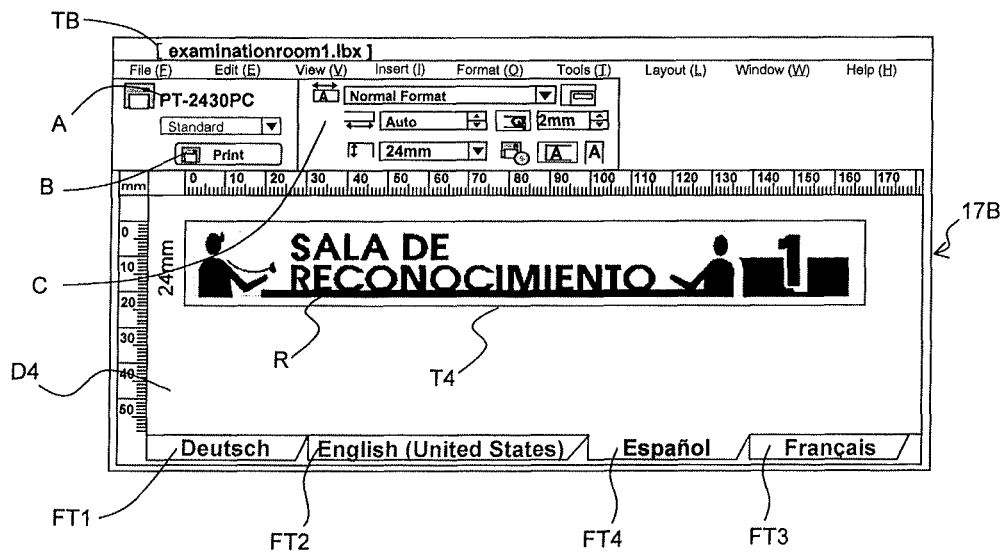 TB
[ examinationroom1.lbx ]
File (F) Edit (E) View (V) Insert (I) Format (O) Tools (T) Layout (L) Window (W) Help (H)
A
PT-2430PC
A
Normal Format
Standard
Auto
2mm
B
Print
24mm
A
A
mm
0 10 20 30 40 50 60 70 80 90 100 110 120 130 140 150 160 170
17B
0
10
20
30
40
50
24mm
SALA DE
RECONOCIMIENTO
1
C
R
T4
D4
Deutsch English (United States) Español Français
FT1
FT2
FT4
FT3